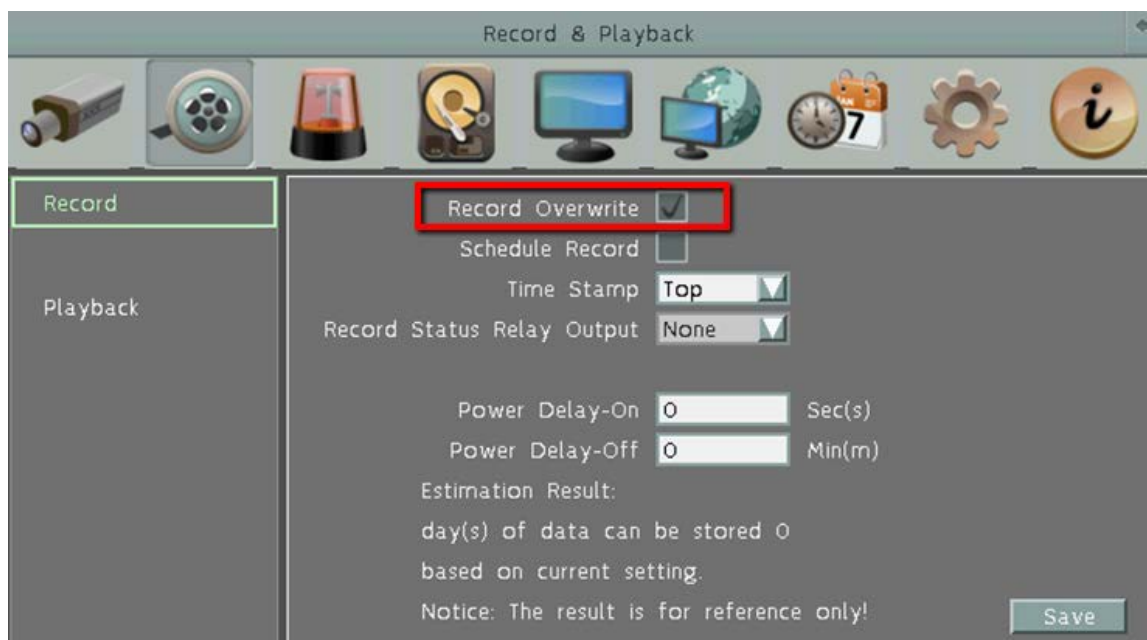 Record & Playback
7
i
Record
Playback
Record Overwrite
Schedule Record
Time Stamp Top
Record Status Relay Output None
Power Delay-On 0 Sec(s)
Power Delay-Off 0 Min(m)
Estimation Result:
day(s) of data can be stored 0
based on current setting.
Notice: The result is for reference only!
Save